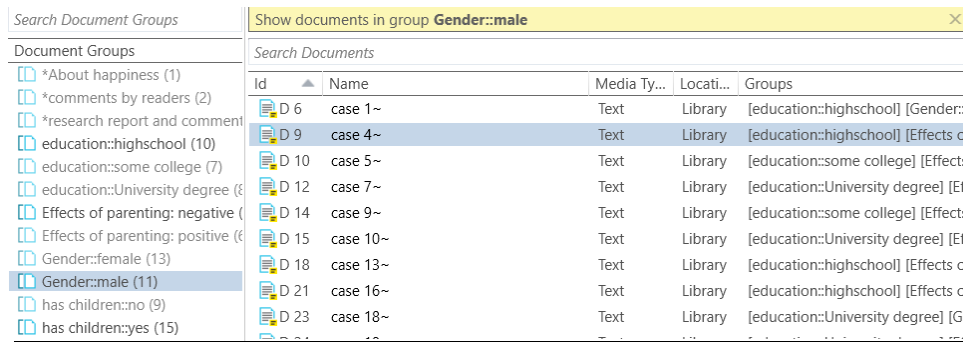 Search Document Groups
Document Groups
*About happiness (1)
*comments by readers (2)
*research report and comment
education::highschool (10)
education::some college (7)
education::University degree (8
Effects of parenting: negative (
Effects of parenting: positive (6
Gender::female (13)
Gender::male (11)
has children::no (9)
has children::yes (15)
Show documents in group Gender::male
Search Documents
Id Name Media Ty... Locati... Groups
D 6 case 1~ Text Library [education::highschool] [Gender:
D 9 case 4~ Text Library [education::highschool] [Effects o
D 10 case 5~ Text Library [education::some college] [Effects
D 12 case 7~ Text Library [education::University degree] [Ef
D 14 case 9~ Text Library [education::some college] [Effects
D 15 case 10~ Text Library [education::University degree] [Ef
D 18 case 13~ Text Library [education::highschool] [Effects o
D 21 case 16~ Text Library [education::highschool] [Effects o
D 23 case 18~ Text Library [education::University degree] [G